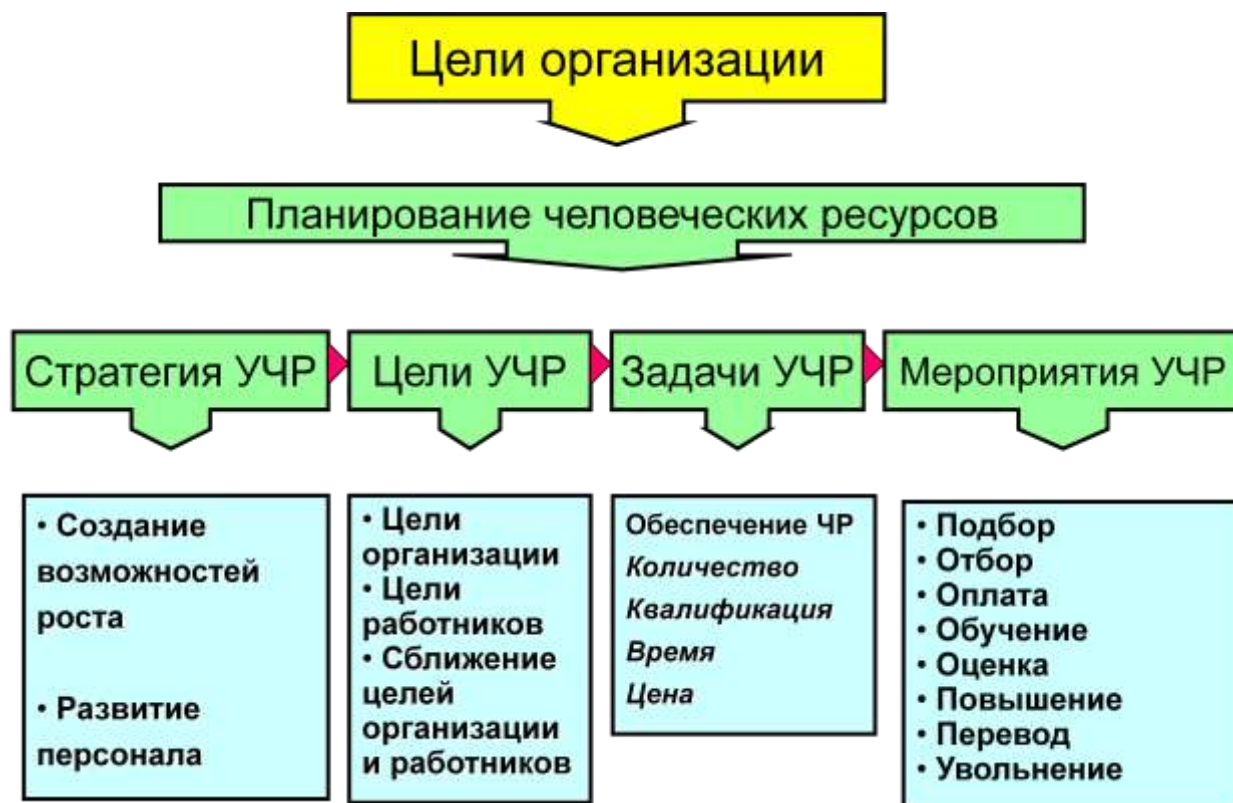 Цели организации
Планирование человеческих ресурсов
Стратегия УЧР
Цели УЧР
Задачи УЧР
Мероприятия УЧР
• Создание
возможностей
роста
• Развитие
персонала
• Цели
организации
• Цели
работников
• Сближение
целей
организации
и работников
Обеспечение ЧР
Количество
Квалификация
Время
Цена
• Подбор
• Отбор
• Оплата
• Обучение
• Оценка
• Повышение
• Перевод
• Увольнение